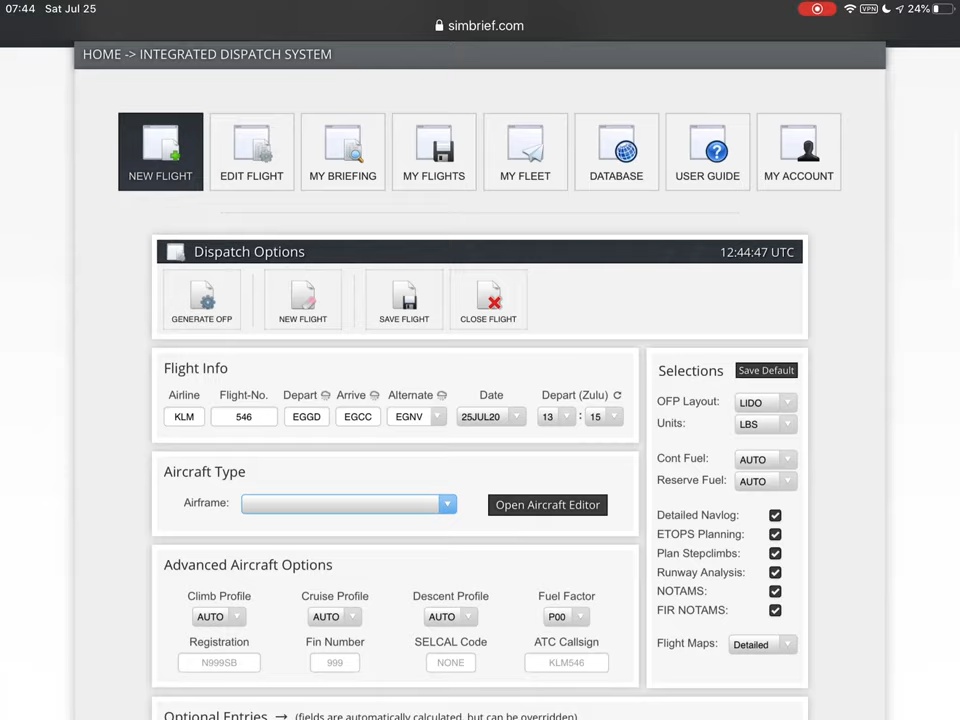 07:44 Sat Jul 25 VPN 24%
simbrief.com
HOME -> INTEGRATED DISPATCH SYSTEM
NEW FLIGHT EDIT FLIGHT MY BRIEFING MY FLIGHTS MY FLEET DATABASE USER GUIDE MY ACCOUNT
Dispatch Options 12:44:47 UTC
GENERATE OFP NEW FLIGHT SAVE FLIGHT CLOSE FLIGHT
Flight Info
Airline Flight-No. Depart Arrive Alternate Date Depart (Zulu)
KLM 546 EGGD EGCC EGNV 25JUL20 13 : 15
Aircraft Type
Airframe: Open Aircraft Editor
Advanced Aircraft Options
Climb Profile Cruise Profile Descent Profile Fuel Factor
AUTO AUTO AUTO P00
Registration Fin Number SELCAL Code ATC Callsign
N999SB 999 NONE KLM546
Selections Save Default
OFP Layout: LIDO
Units: LBS
Cont Fuel: AUTO
Reserve Fuel: AUTO
Detailed Navlog:
ETOPS Planning:
Plan Stepclimbs:
Runway Analysis:
NOTAMS:
FIR NOTAMS:
Flight Maps: Detailed
Optional Entries → (fields are automatically calculated, but can be overridden)